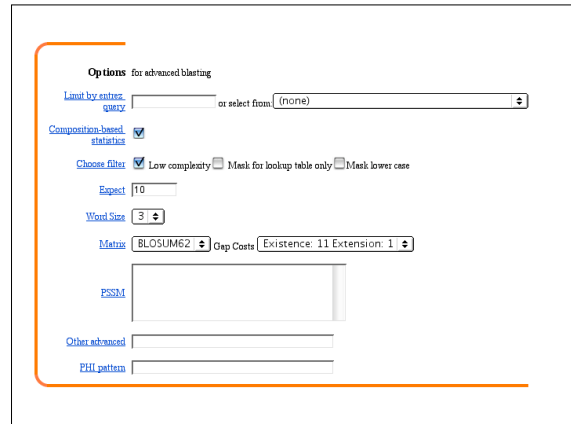 Options for advanced blasting
Limit by entrez
query
or select from: (none)
Composition-based
statistics
Choose filter Low complexity Mask for lookup table only Mask lower case
Expect 10
Word Size 3
Matrix BLOSUM62 Gap Costs Existence: 11 Extension: 1
PSSM
Other advanced
PHI pattern